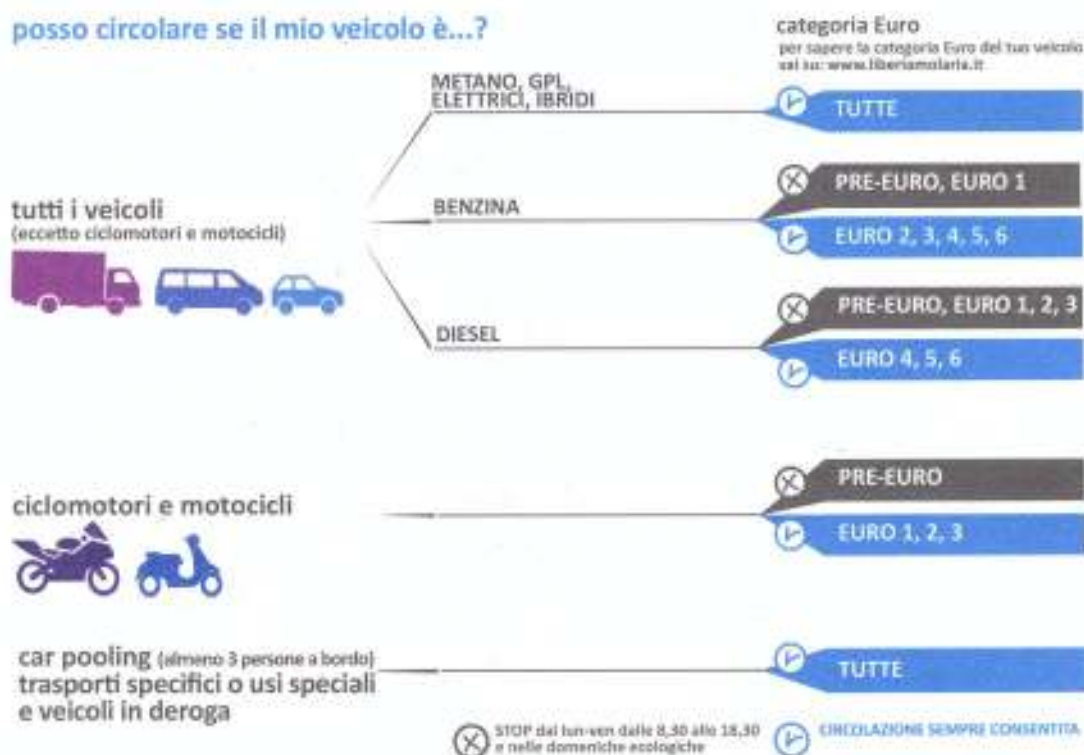 posso circolare se il mio veicolo è...?
categoria Euro
per sapere la categoria Euro del tuo veicolo
vai su: www.liberiamolaria.it
METANO, GPL,
ELETTRICI, IBRIDI
TUTTE
tutti i veicoli
(eccetto ciclomotori e motocicli)
BENZINA
PRE-EURO, EURO 1
EURO 2, 3, 4, 5, 6
DIESEL
PRE-EURO, EURO 1, 2, 3
EURO 4, 5, 6
ciclomotori e motocicli
PRE-EURO
EURO 1, 2, 3
car pooling (almeno 3 persone a bordo)
trasporti specifici o usi speciali
e veicoli in deroga
TUTTE
STOP dal lun-ven dalle 8,30 alle 18,30
e nelle domeniche ecologiche
CIRCOLAZIONE SEMPRE CONSENTITA